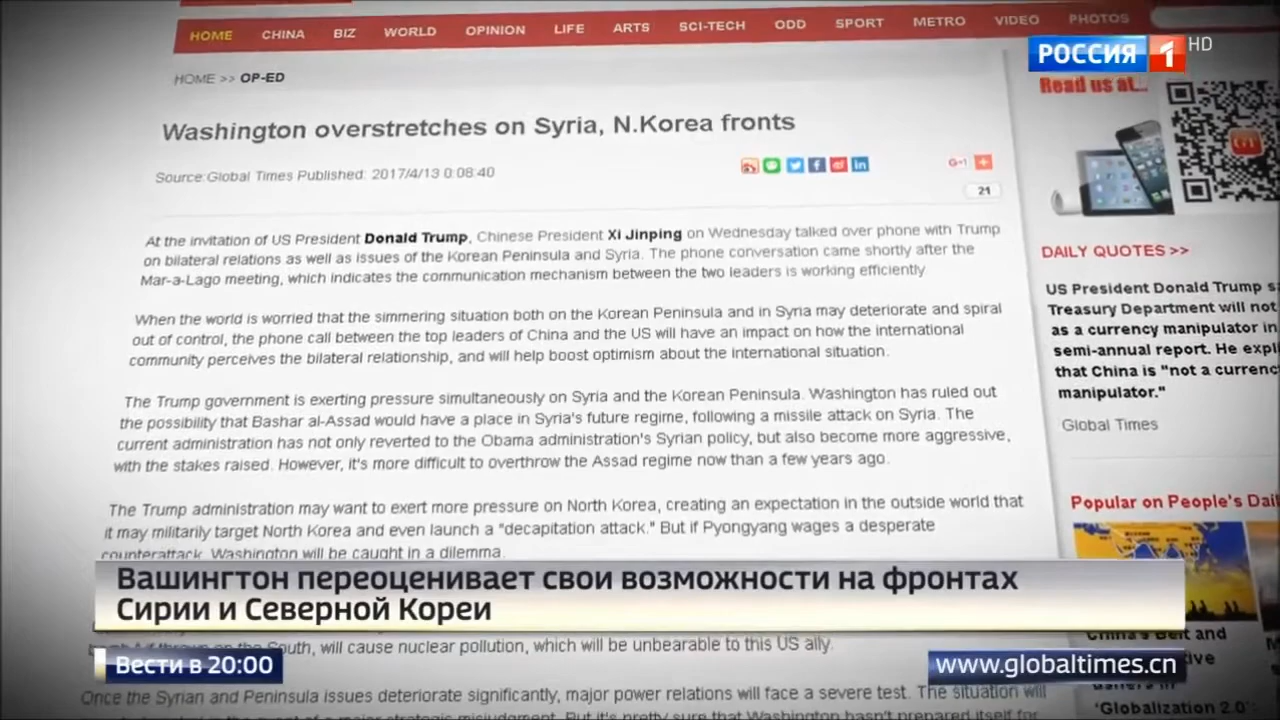 HOME CHINA BIZ WORLD OPINION LIFE ARTS SCI-TECH ODD SPORT METRO VIDEO PHOTOS
РОССИЯ 1 HD
HOME >> OP-ED
Read us at...
Washington overstretches on Syria, N.Korea fronts
Source:Global Times Published: 2017/4/13 0:08:40
G+1
21
At the invitation of US President Donald Trump, Chinese President Xi Jinping on Wednesday talked over phone with Trump
on bilateral relations as well as issues of the Korean Peninsula and Syria. The phone conversation came shortly after the
Mar-a-Lago meeting, which indicates the communication mechanism between the two leaders is working efficiently.
When the world is worried that the simmering situation both on the Korean Peninsula and in Syria may deteriorate and spiral
out of control, the phone call between the top leaders of China and the US will have an impact on how the international
community perceives the bilateral relationship, and will help boost optimism about the international situation.
The Trump government is exerting pressure simultaneously on Syria and the Korean Peninsula. Washington has ruled out
the possibility that Bashar al-Assad would have a place in Syria's future regime, following a missile attack on Syria. The
current administration has not only reverted to the Obama administration's Syrian policy, but also become more aggressive,
with the stakes raised. However, it's more difficult to overthrow the Assad regime now than a few years ago.
The Trump administration may want to exert more pressure on North Korea, creating an expectation in the outside world that
it may militarily target North Korea and even launch a "decapitation attack." But if Pyongyang wages a desperate
counterattack, Washington will be caught in a dilemma.
DAILY QUOTES >>
US President Donald Trump s
Treasury Department will not
as a currency manipulator in
semi-annual report. He expl
that China is "not a currenc
manipulator."
Global Times
Popular on People's Dai
Вашингтон переоценивает свои возможности на фронтах
Сирии и Северной Кореи
South, will cause nuclear pollution, which will be unbearable to this US ally.
China's Belt and
Вести в 20:00
www.globaltimes.cn
Once the Syrian and Peninsula issues deteriorate significantly, major power relations will face a severe test. The situation will
But it's pretty sure that Washington hasn't prepared itself for
'Globalization 2.0'